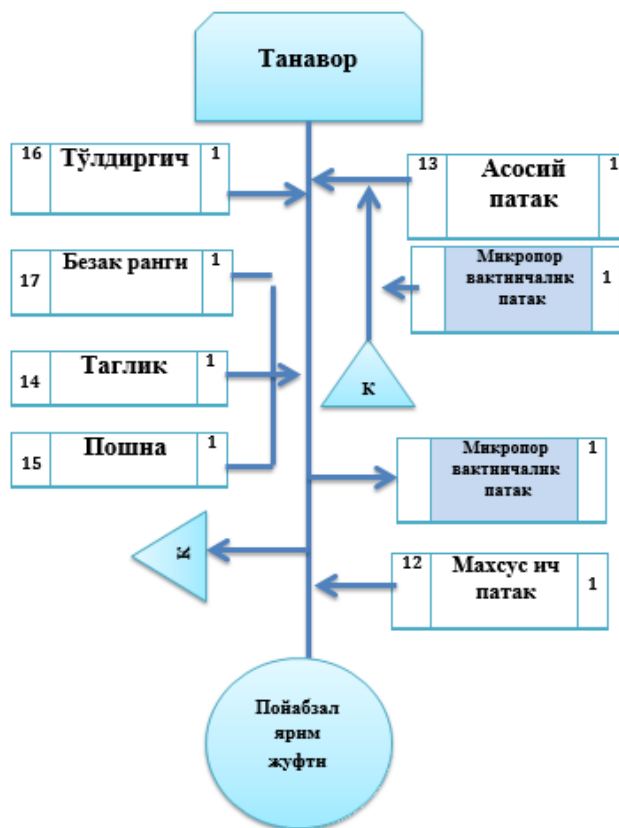 Танавор
16 Тўлдиргич 1
13 Асосий 1
патак
17 Безак ранги 1
Микропор
вактинчалик 1
патак
14 Таглик 1
к
15 Пошна 1
Микропор 1
вактинчалик
патак
к
12 Махсус ич
патак 1
Пойабзал
ярим
жуфти